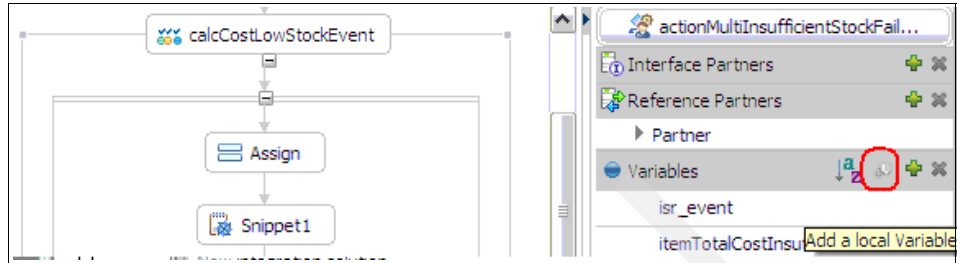 calcCostLowStockEvent
Assign
Snippet1
actionMultiInsufficientStockFail...
Interface Partners
Reference Partners
Partner
Variables
isr_event
itemTotalCostInsu
Add a local Variable